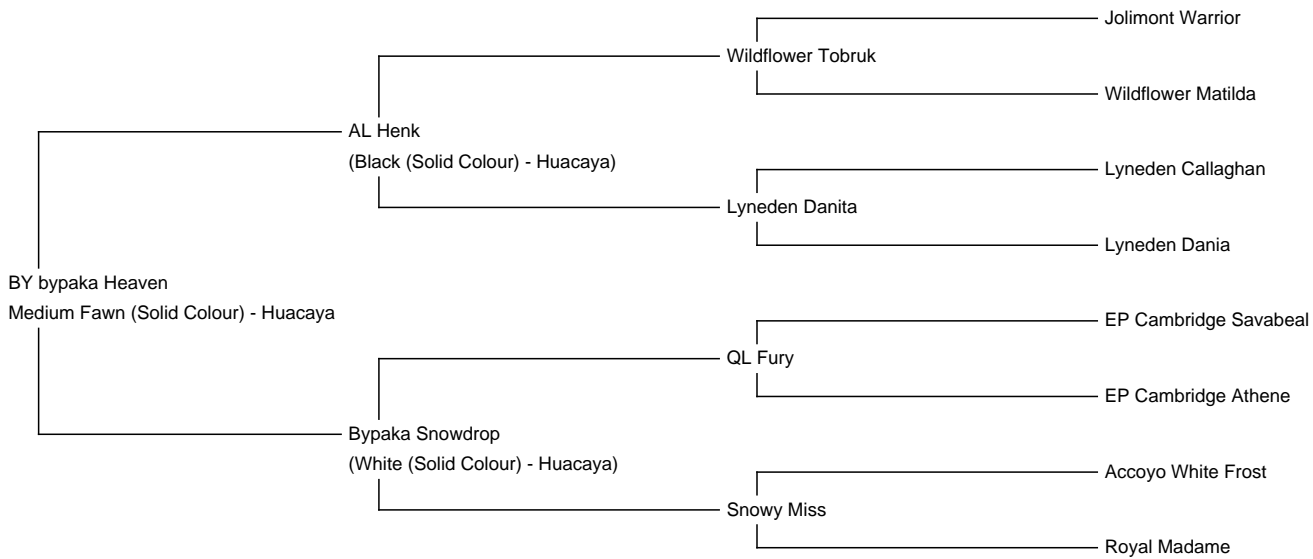 Jolimont Warrior
Wildflower Tobruk
Wildflower Matilda
AL Henk
(Black (Solid Colour) - Huacaya)
Lyneden Callaghan
Lyneden Danita
Lyneden Dania
BY bypaka Heaven
Medium Fawn (Solid Colour) - Huacaya
EP Cambridge Savabeal
QL Fury
EP Cambridge Athene
Bypaka Snowdrop
(White (Solid Colour) - Huacaya)
Accoyo White Frost
Snowy Miss
Royal Madame